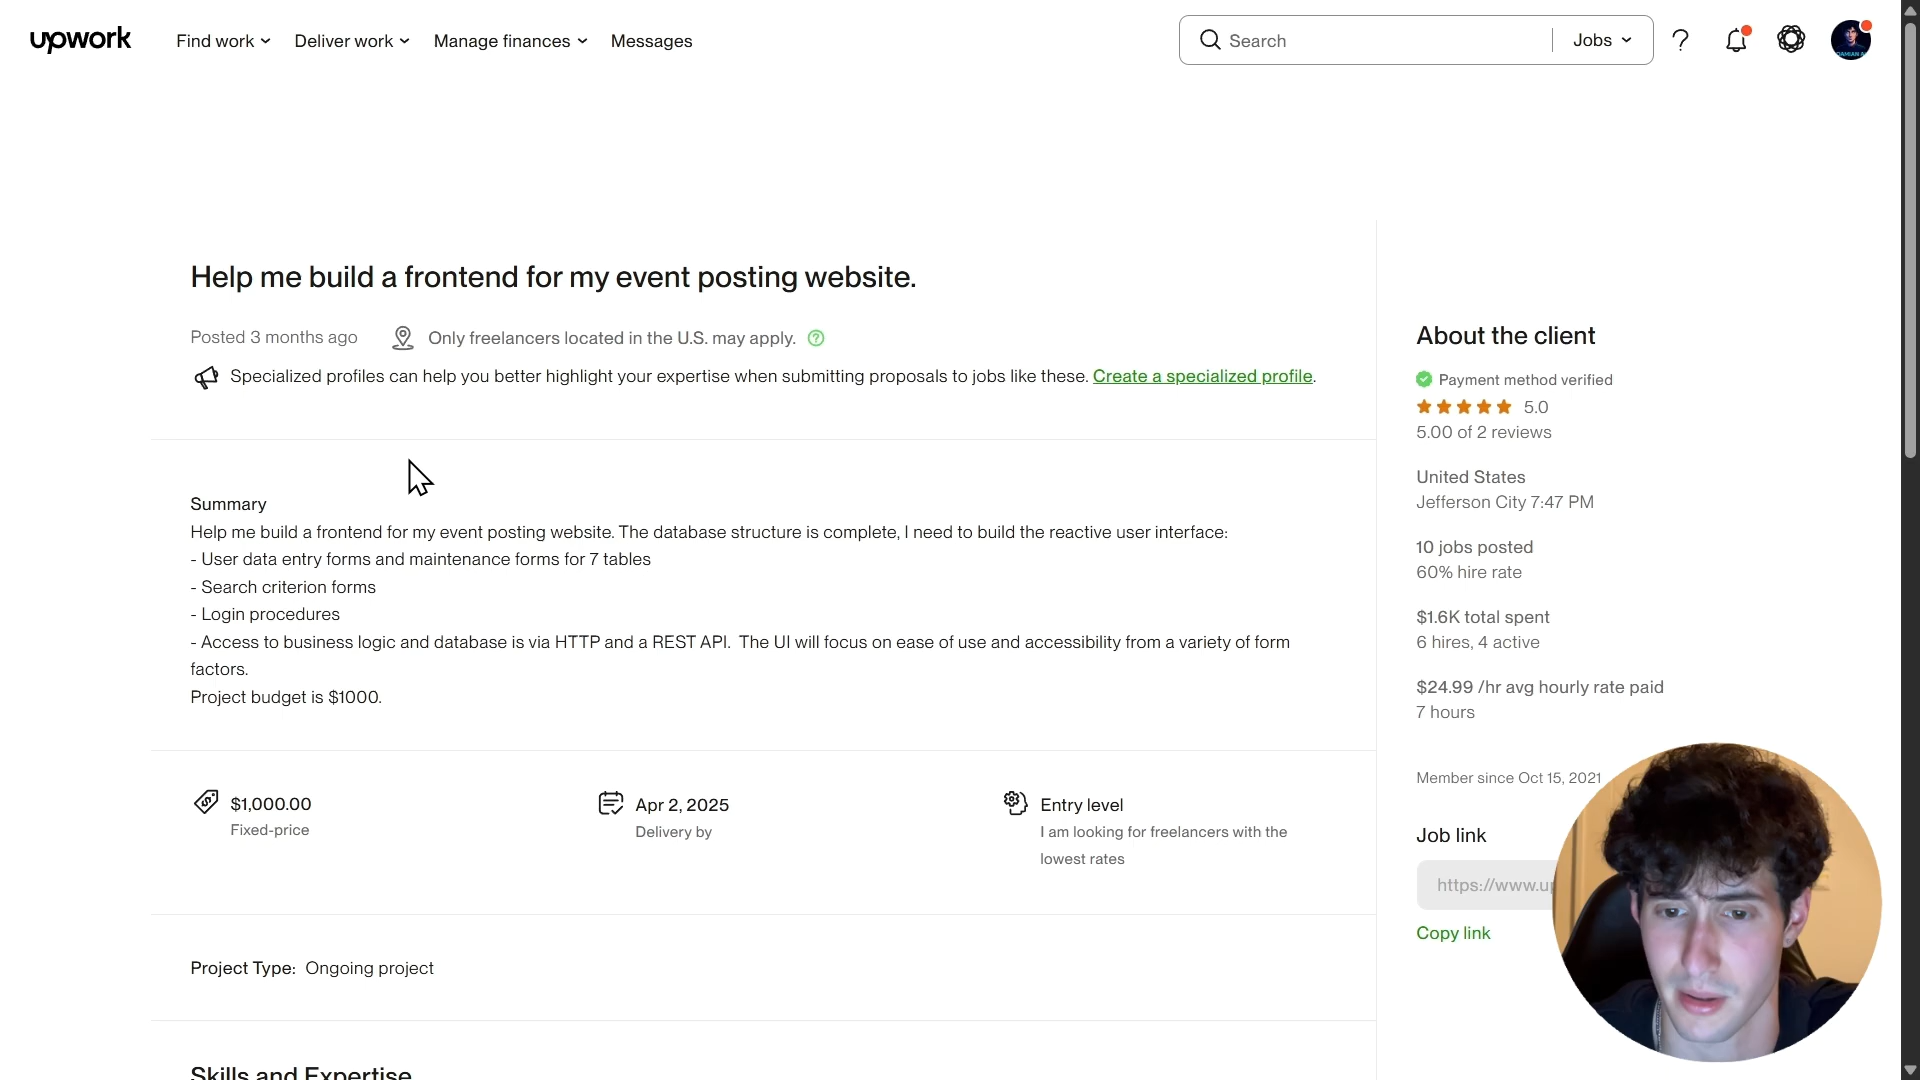 upwork
Find work
Deliver work
Manage finances
Messages
Search
Jobs
Help me build a frontend for my event posting website.
Posted 3 months ago
Only freelancers located in the U.S. may apply.
Specialized profiles can help you better highlight your expertise when submitting proposals to jobs like these. Create a specialized profile.
Summary
Help me build a frontend for my event posting website. The database structure is complete, I need to build the reactive user interface:
- User data entry forms and maintenance forms for 7 tables
- Search criterion forms
- Login procedures
- Access to business logic and database is via HTTP and a REST API.  The UI will focus on ease of use and accessibility from a variety of form
factors.
Project budget is $1000.
$1,000.00
Fixed-price
Apr 2, 2025
Delivery by
Entry level
I am looking for freelancers with the
lowest rates
Project Type: Ongoing project
Skills and Expertise
About the client
Payment method verified
5.0
5.00 of 2 reviews
United States
Jefferson City 7:47 PM
10 jobs posted
60% hire rate
$1.6K total spent
6 hires, 4 active
$24.99 /hr avg hourly rate paid
7 hours
Member since Oct 15, 2021
Job link
https://www.up
Copy link